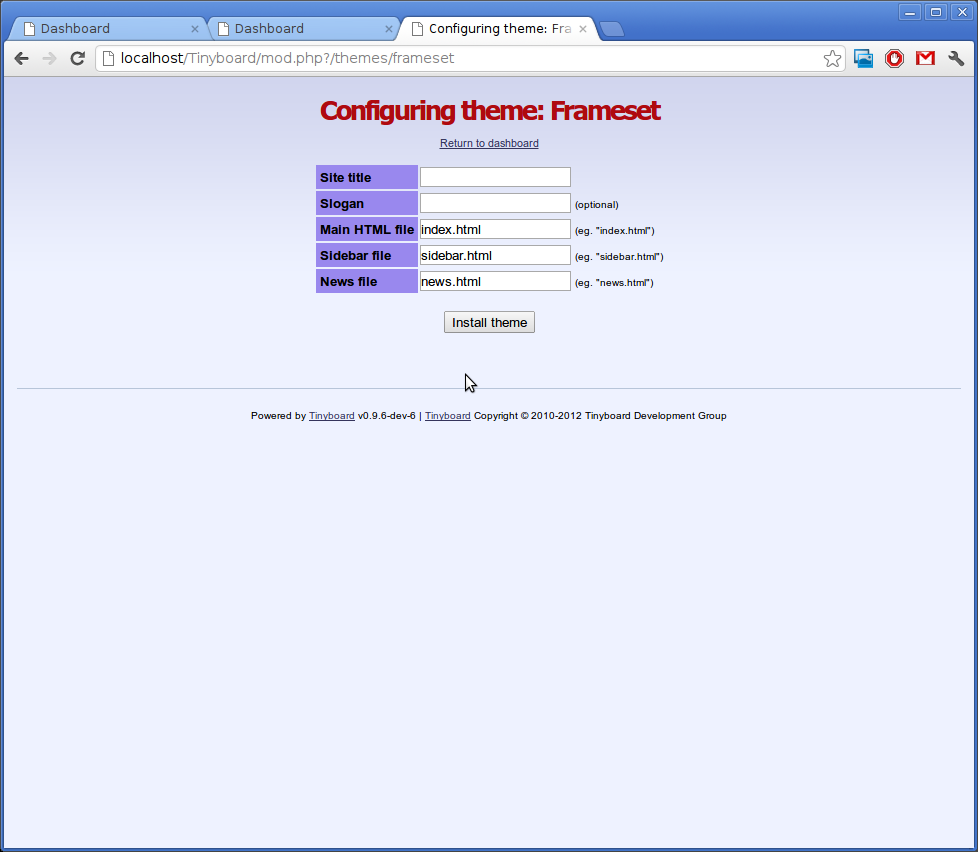 Dashboard Dashboard Configuring theme: Fra
localhost/Tinyboard/mod.php?/themes/frameset
Configuring theme: Frameset
Return to dashboard
Site title
Slogan (optional)
Main HTML file index.html (eg. "index.html")
Sidebar file sidebar.html (eg. "sidebar.html")
News file news.html (eg. "news.html")
Install theme
Powered by Tinyboard v0.9.6-dev-6 | Tinyboard Copyright © 2010-2012 Tinyboard Development Group